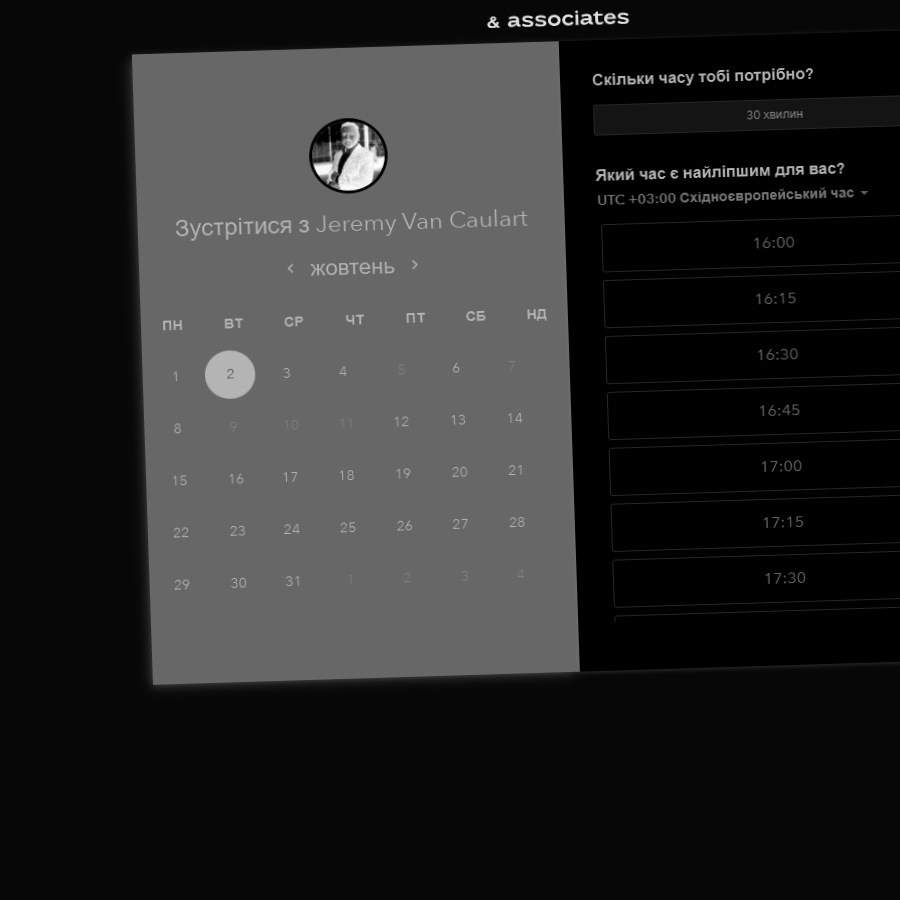 & associates
Зустрітися з Jeremy Van Caulart
жовтень
ПН ВТ СР ЧТ ПТ СБ НД
1 2 3 4 5 6 7
8 9 10 11 12 13 14
15 16 17 18 19 20 21
22 23 24 25 26 27 28
29 30 31 1 2 3 4
Скільки часу тобі потрібно?
30 хвилин
Який час є найліпшим для вас?
UTC +03:00 Східноєвропейський час
16:00
16:15
16:30
16:45
17:00
17:15
17:30